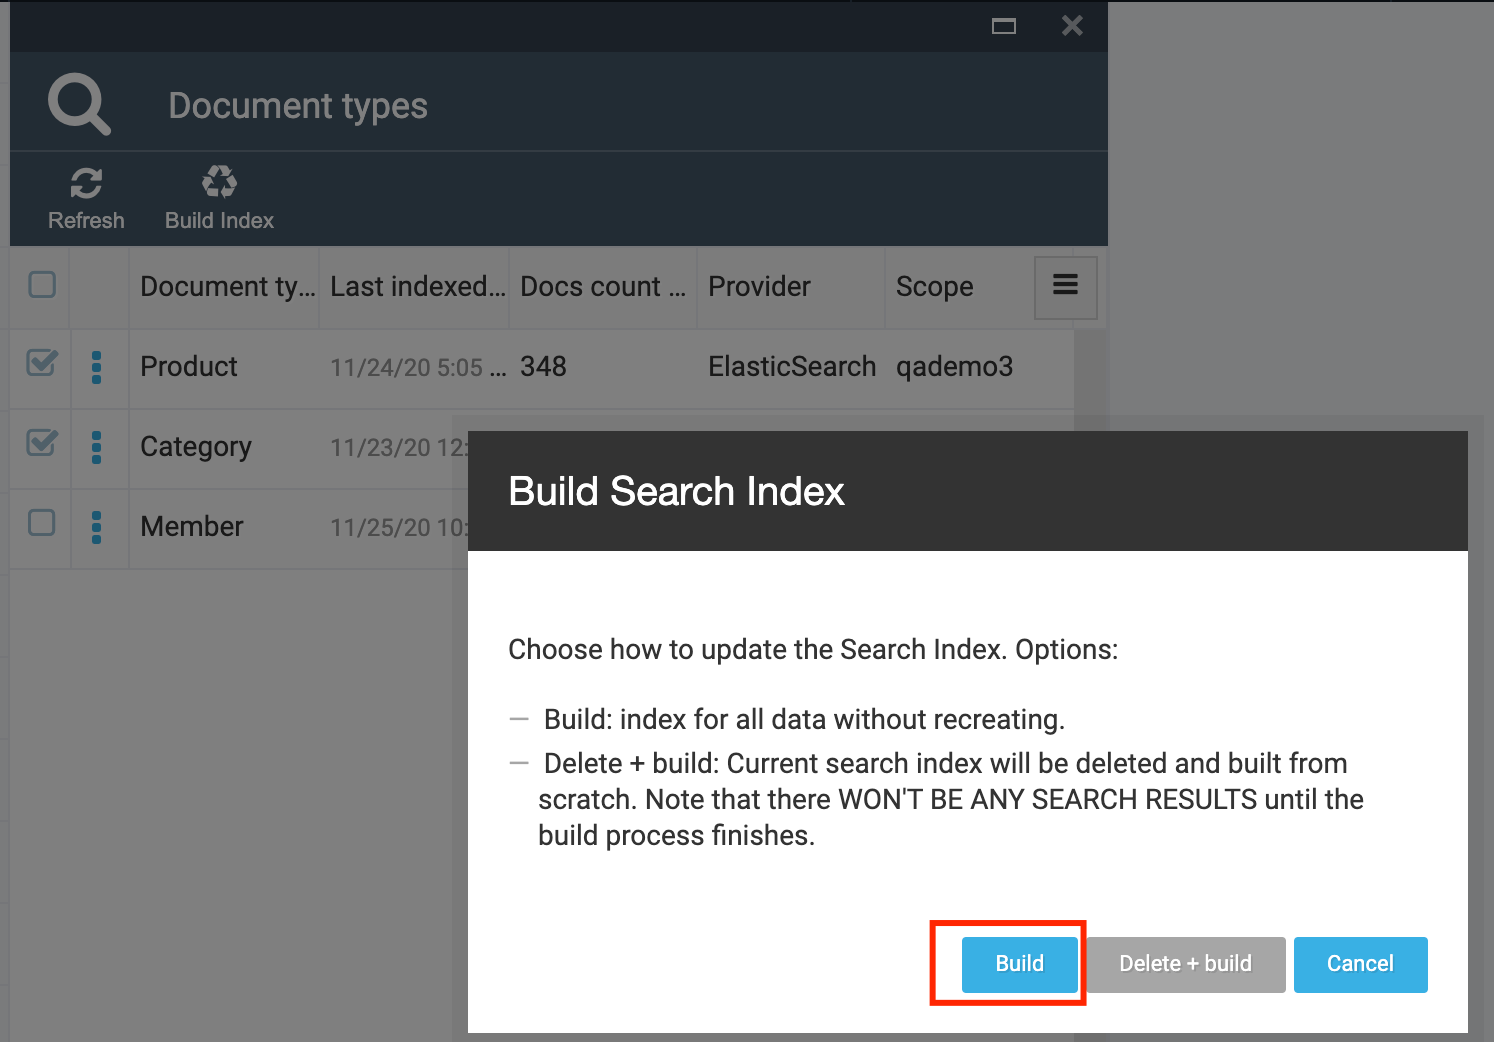 Document types
Refresh Build Index
Document ty... Last indexed... Docs count ... Provider Scope
Product 11/24/20 5:05 ... 348 ElasticSearch qademo3
Category 11/23/20 12:
Member 11/25/20 10:
Build Search Index
Choose how to update the Search Index. Options:
— Build: index for all data without recreating.
— Delete + build: Current search index will be deleted and built from
scratch. Note that there WON'T BE ANY SEARCH RESULTS until the
build process finishes.
Build Delete + build Cancel